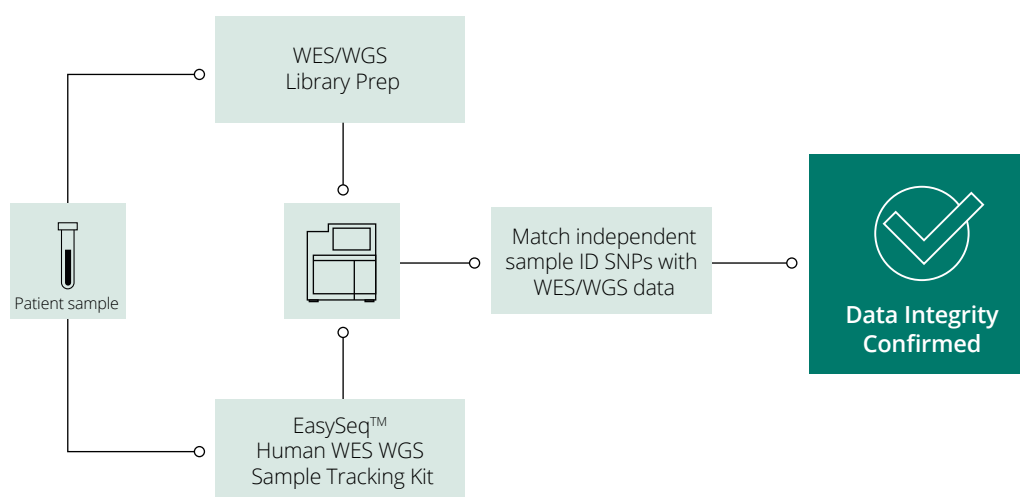 WES/WGS
Library Prep
Patient sample
Match independent
sample ID SNPs with
WES/WGS data
Data Integrity
Confirmed
EasySeq™
Human WES WGS
Sample Tracking Kit